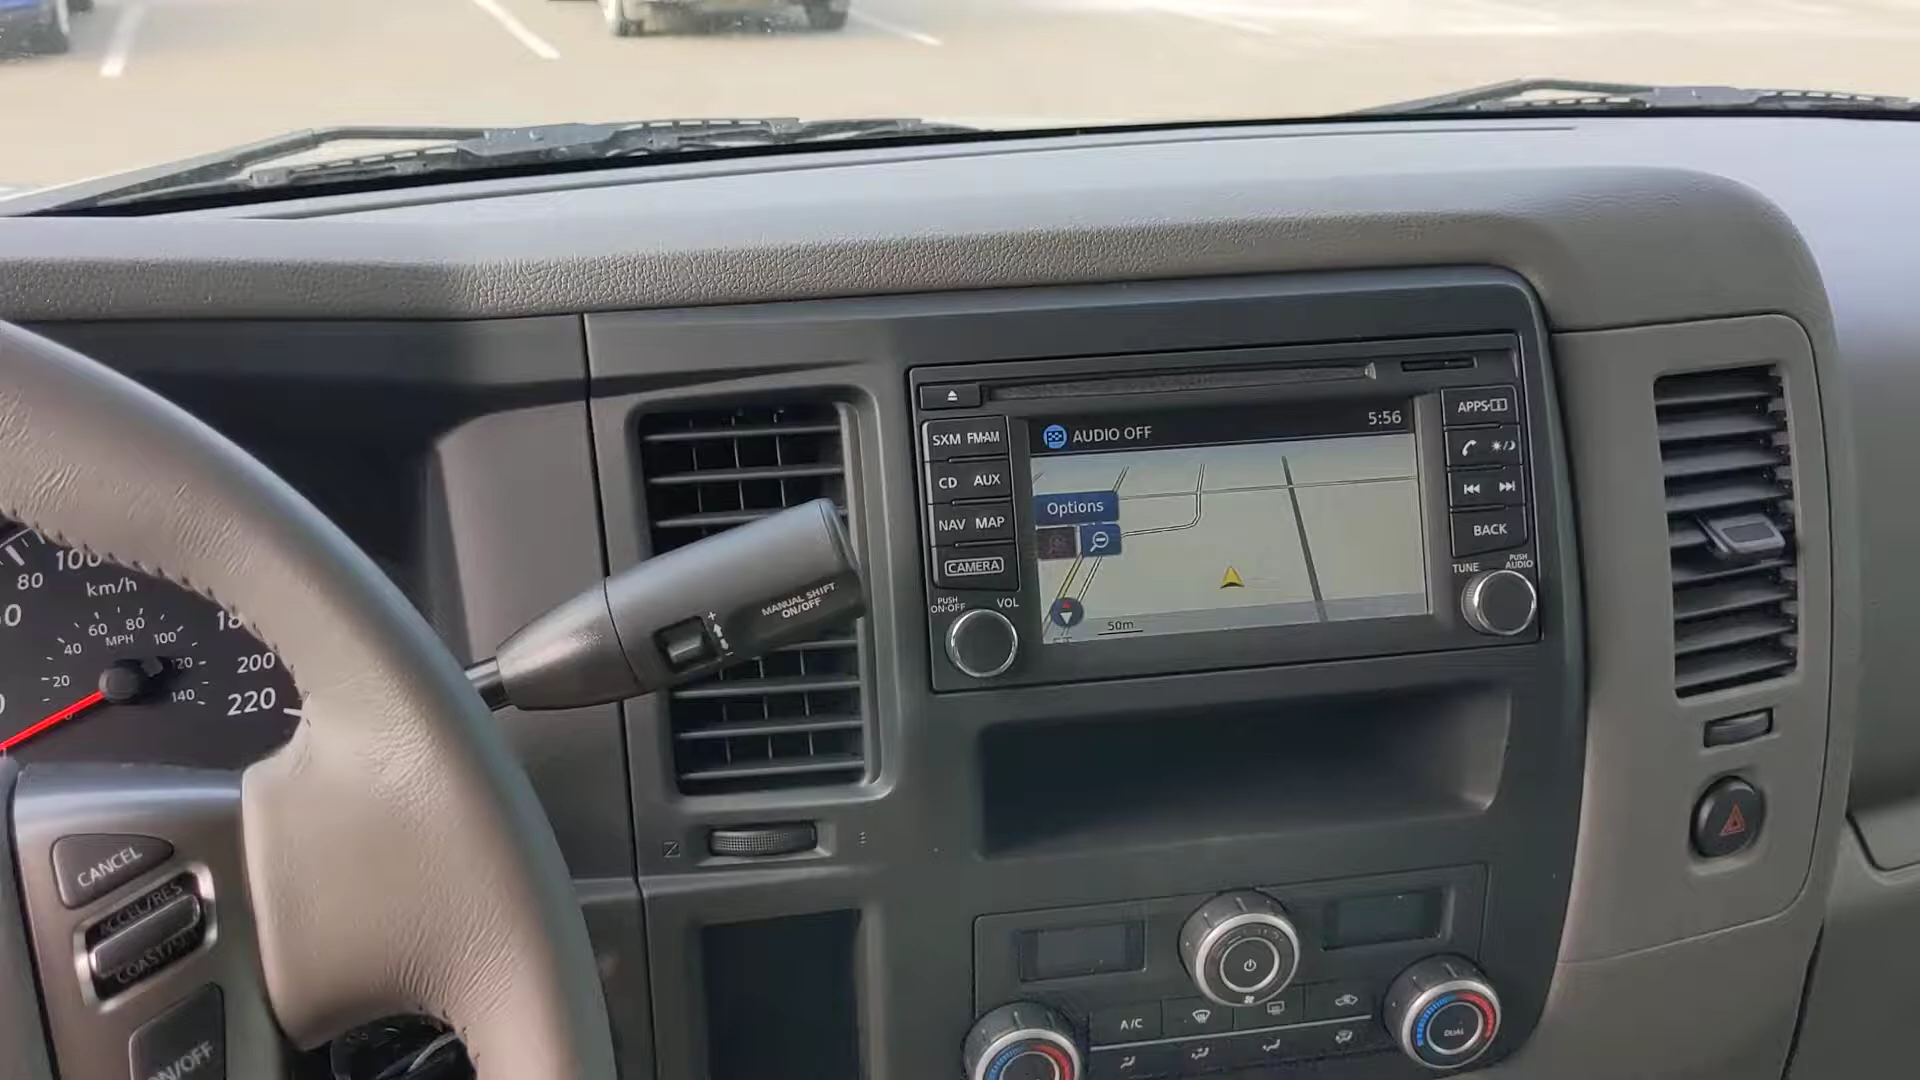 5:56
AUDIO OFF
APPS
SXM FM·AM
CD AUX
Options
NAV MAP
BACK
CAMERA
PUSH AUDIO
TUNE
PUSH ON·OFF
VOL
50m
MANUAL SHIFT
ON/OFF
+
-
80
100
km/h
200
220
20
40
60
80
100
120
140
MPH
CANCEL
ACCEL/RES
ON/OFF
A/C
DUAL